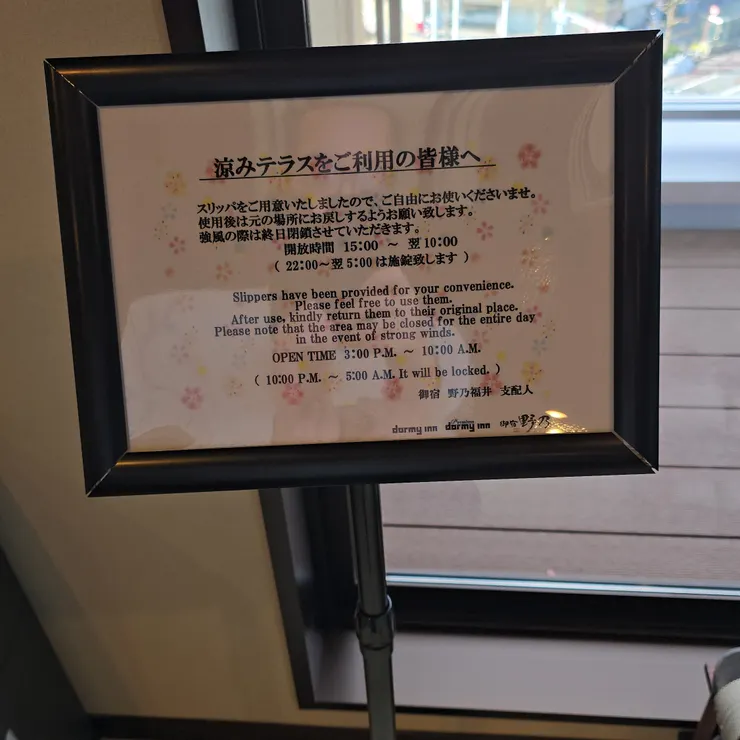 涼みテラスをご利用の皆様へ
スリッパをご用意いたしましたので、ご自由にお使いくださいませ。
使用後は元の場所にお戻しするようお願い致します。
強風の際は終日閉鎖させていただきます。
開放時間 15:00 ～ 翌 10:00
（ 22:00～翌 5:00 は施錠致します ）
Slippers have been provided for your convenience.
Please feel free to use them.
After use, kindly return them to their original place.
Please note that the area may be closed for the entire day
in the event of strong winds.
OPEN TIME 3:00 P.M. ～ 10:00 A.M.
（ 10:00 P.M. ～ 5:00 A.M. It will be locked. ）
御宿 野乃福井 支配人
dormy inn dormy inn 御宿 野乃